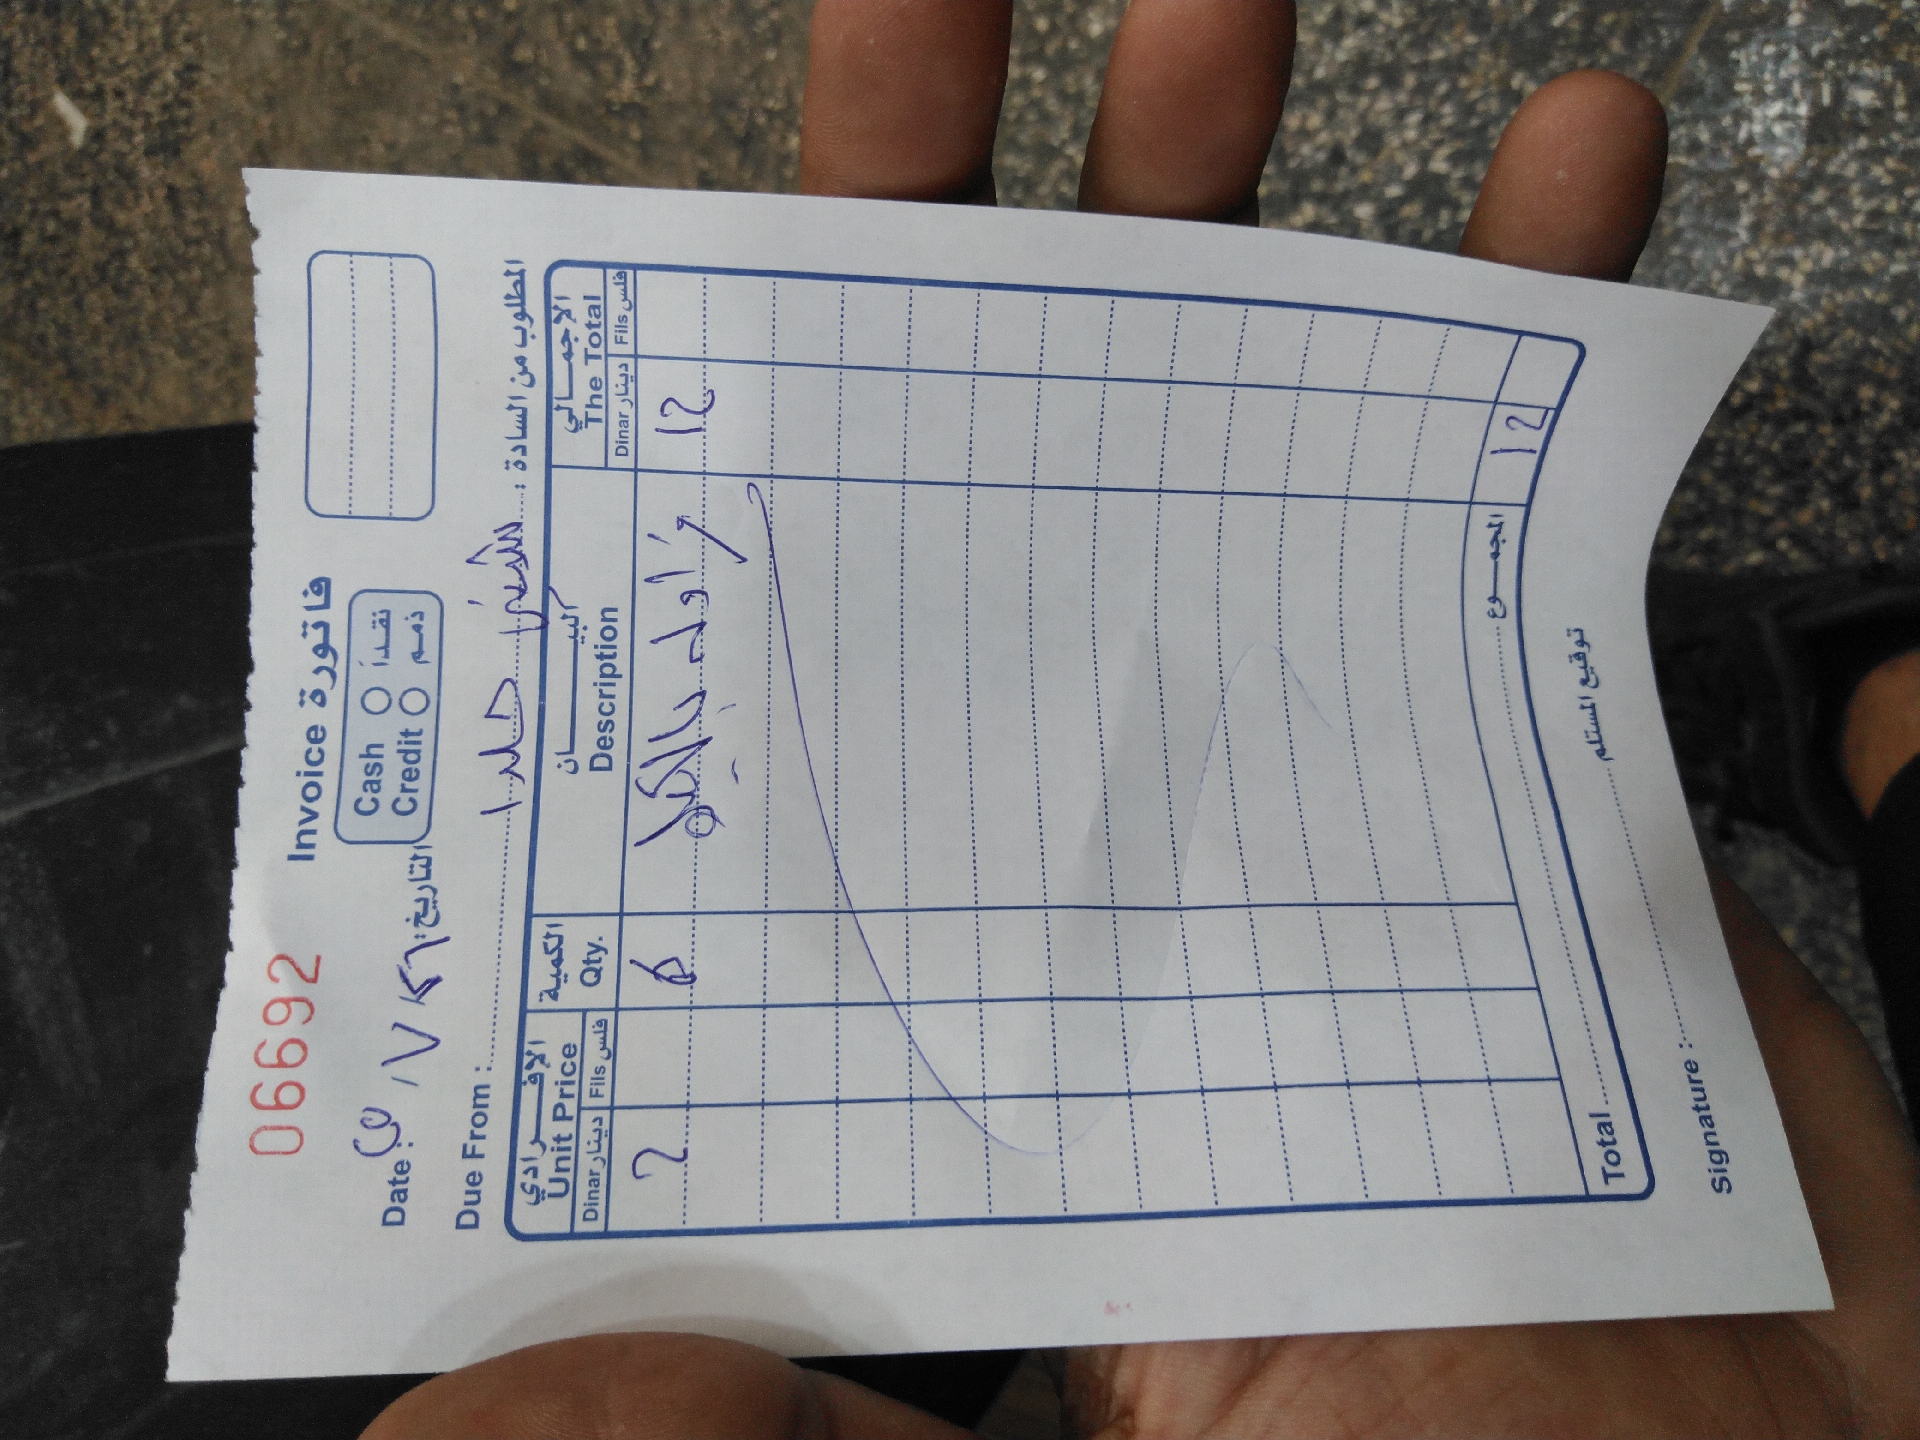 06692
Invoice فاتورة
Cash نقداً
Credit ذمم
Date : التاريخ:
Due From : المطلوب من السادة :
الإفرادي الكمية البيان الاجمالي
Unit Price Qty. Description The Total
Dinar دينار Fils فلس Dinar دينار Fils فلس
2 6 12
Total المجموع 12
Signature : توقيع المستلم